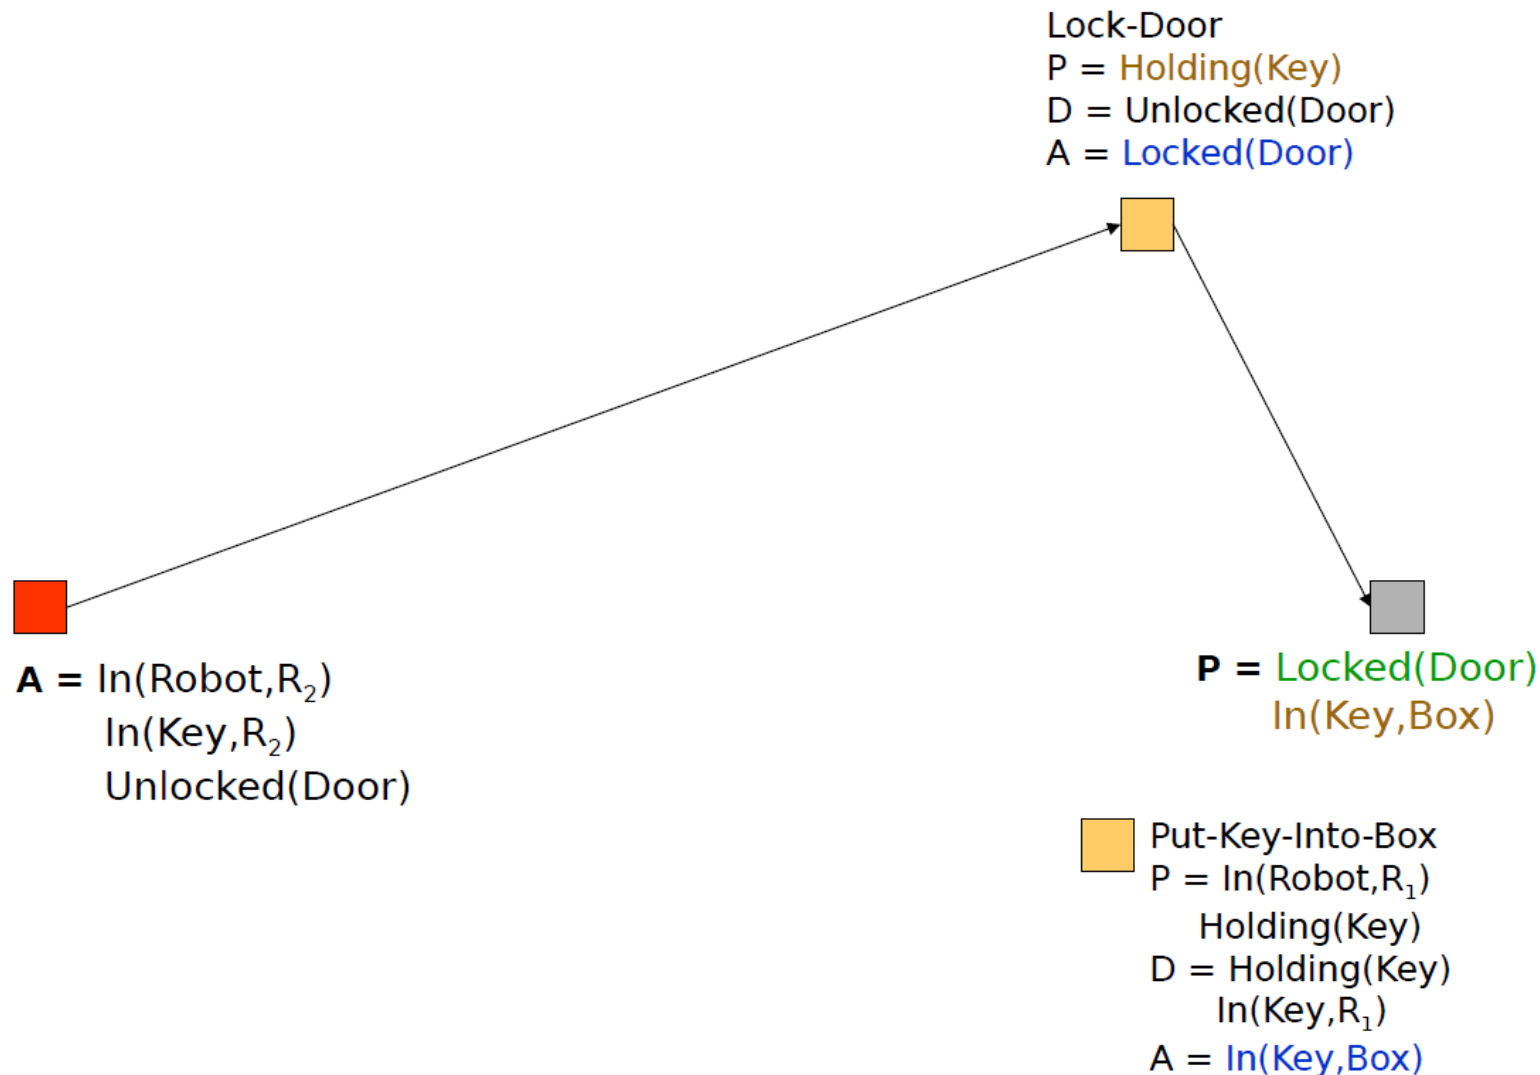 Lock-Door
P = Holding(Key)
D = Unlocked(Door)
A = Locked(Door)
A = In(Robot,R₂)
In(Key,R₂)
Unlocked(Door)
P = Locked(Door)
In(Key,Box)
Put-Key-Into-Box
P = In(Robot,R₁)
Holding(Key)
D = Holding(Key)
In(Key,R₁)
A = In(Key,Box)